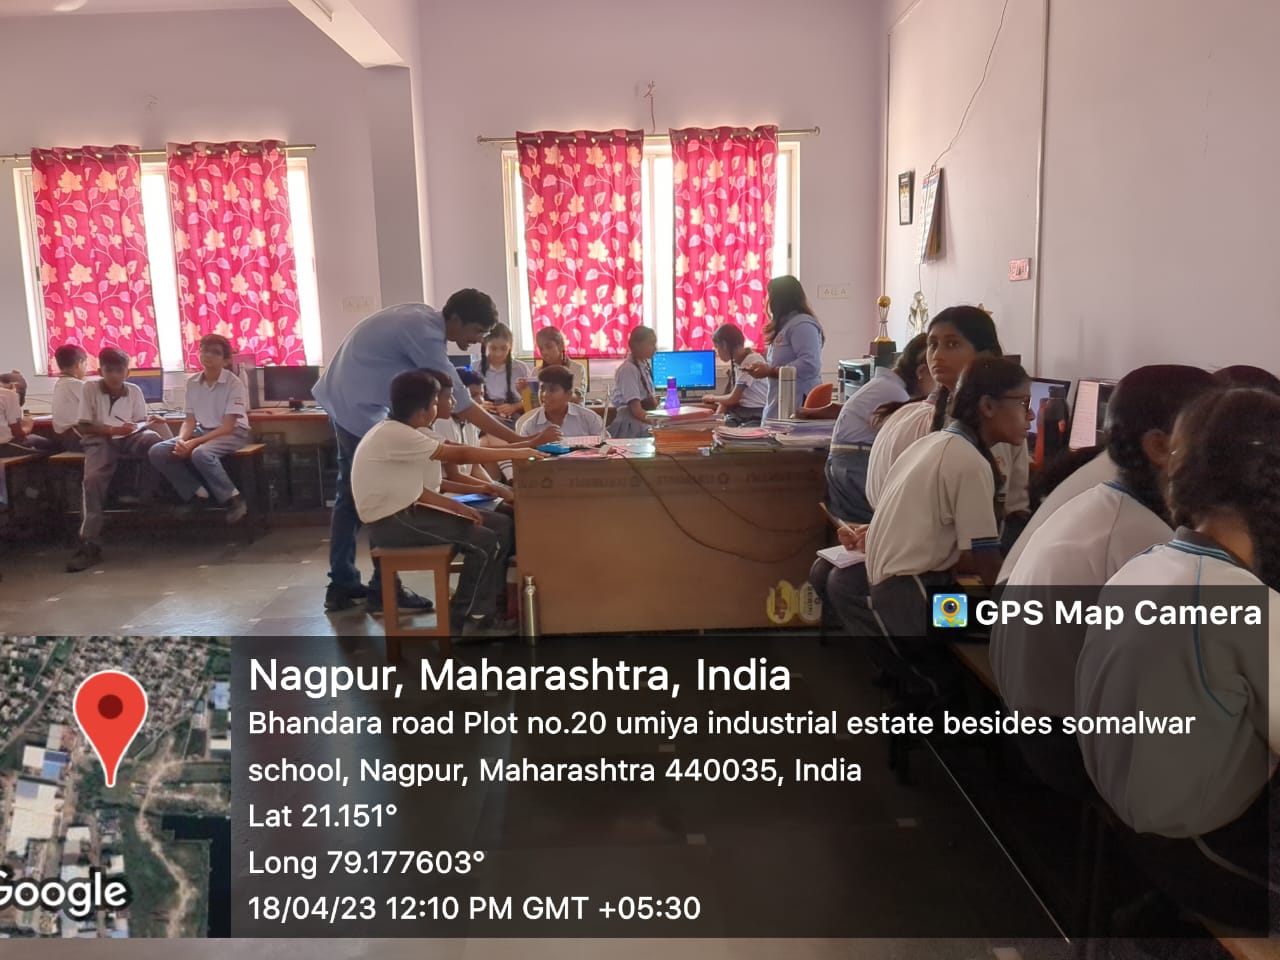 GPS Map Camera
Nagpur, Maharashtra, India
Bhandara road Plot no.20 umiya industrial estate besides somalwar
school, Nagpur, Maharashtra 440035, India
Lat 21.151°
Long 79.177603°
18/04/23 12:10 PM GMT +05:30
Google